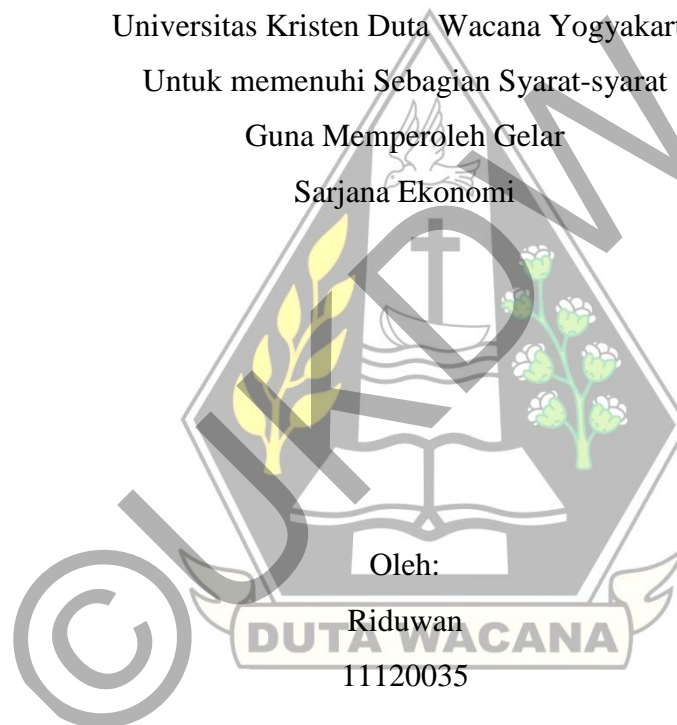 Universitas Kristen Duta Wacana Yogyakart
Untuk memenuhi Sebagian Syarat-syarat
Guna Memperoleh Gelar
Sarjana Ekonomi
Oleh:
Riduwan
DUTA WACANA
11120035
©UKDW